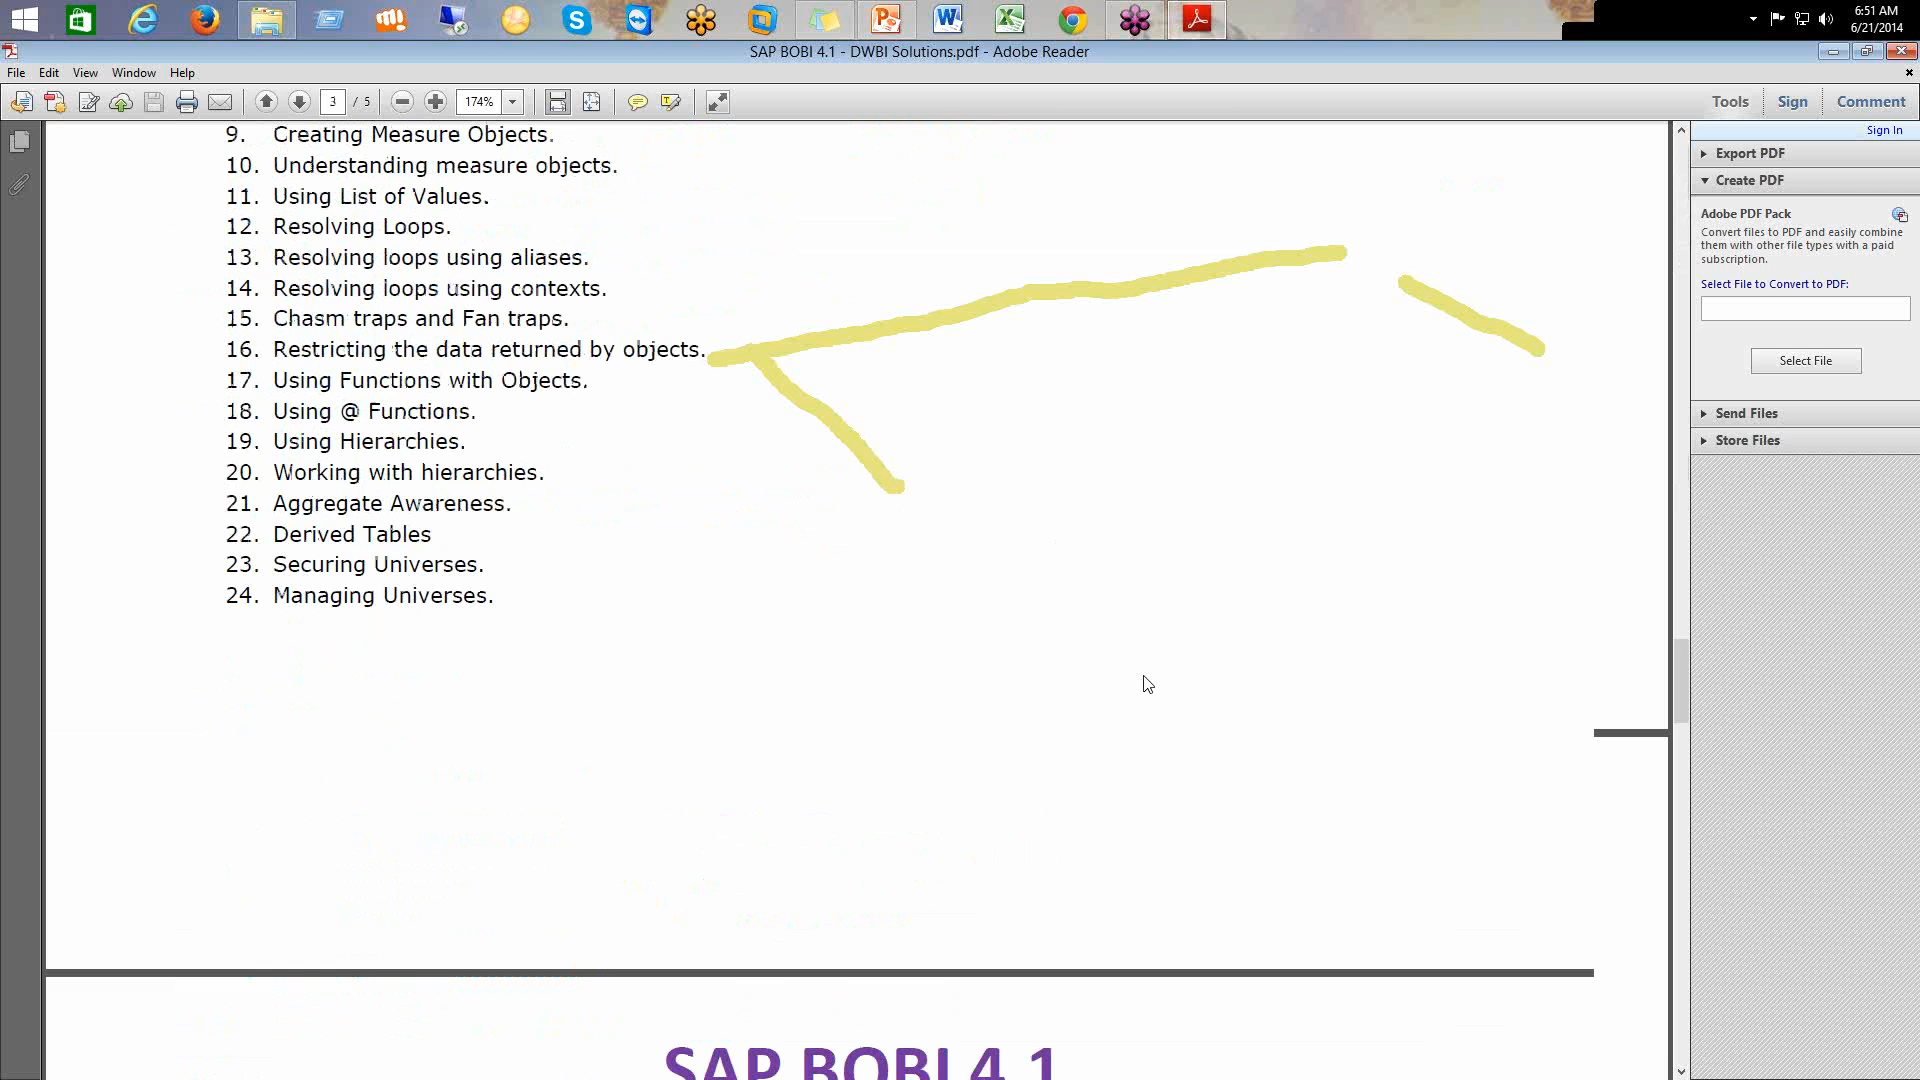 6:51 AM
6/21/2014
SAP BOBI 4.1 - DWBI Solutions.pdf - Adobe Reader
File Edit View Window Help
3 / 5 174% Tools Sign Comment
Sign In
9. Creating Measure Objects.
10. Understanding measure objects.
11. Using List of Values.
12. Resolving Loops.
13. Resolving loops using aliases.
14. Resolving loops using contexts.
15. Chasm traps and Fan traps.
16. Restricting the data returned by objects.
17. Using Functions with Objects.
18. Using @ Functions.
19. Using Hierarchies.
20. Working with hierarchies.
21. Aggregate Awareness.
22. Derived Tables
23. Securing Universes.
24. Managing Universes.
SAP BOBI 4.1
Export PDF
Create PDF
Adobe PDF Pack
Convert files to PDF and easily combine
them with other file types with a paid
subscription.
Select File to Convert to PDF:
Select File
Send Files
Store Files